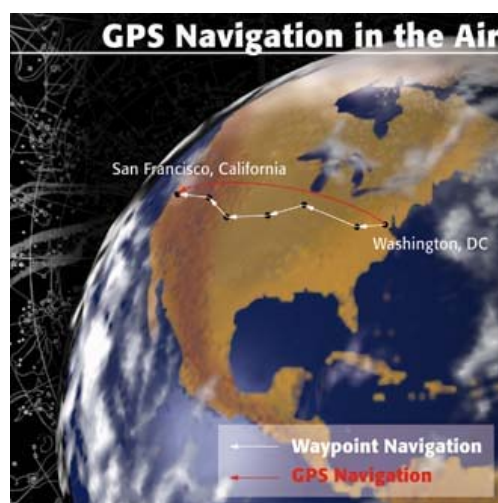 GPS Navigation in the Air
San Francisco, California
Washington, DC
Waypoint Navigation
GPS Navigation